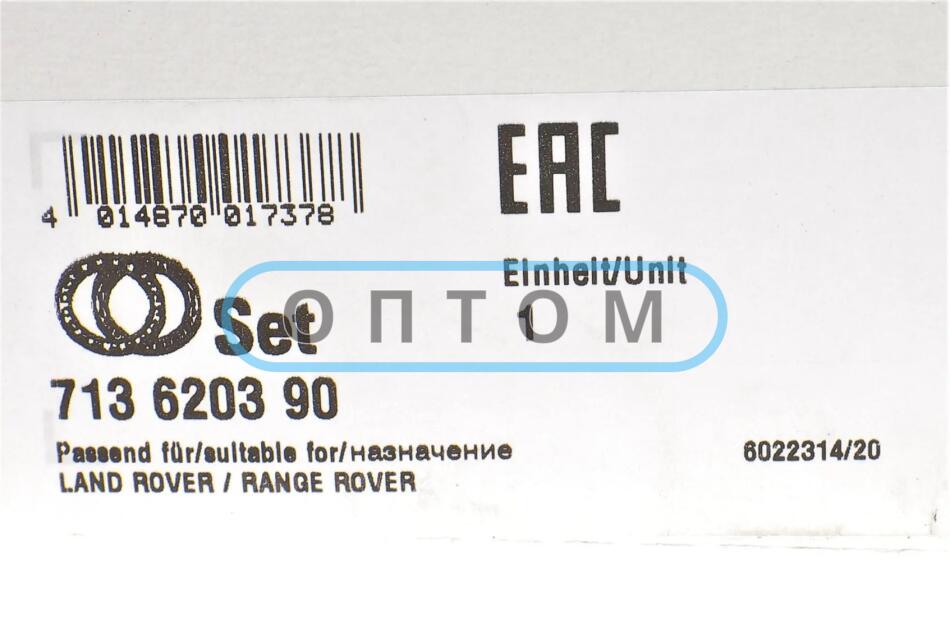 EAC
4 014870 017378
Einheit/Unit
Set
1
ОПТОМ
713 6203 90
Passend für/suitable for/назначение
6022314/20
LAND ROVER / RANGE ROVER